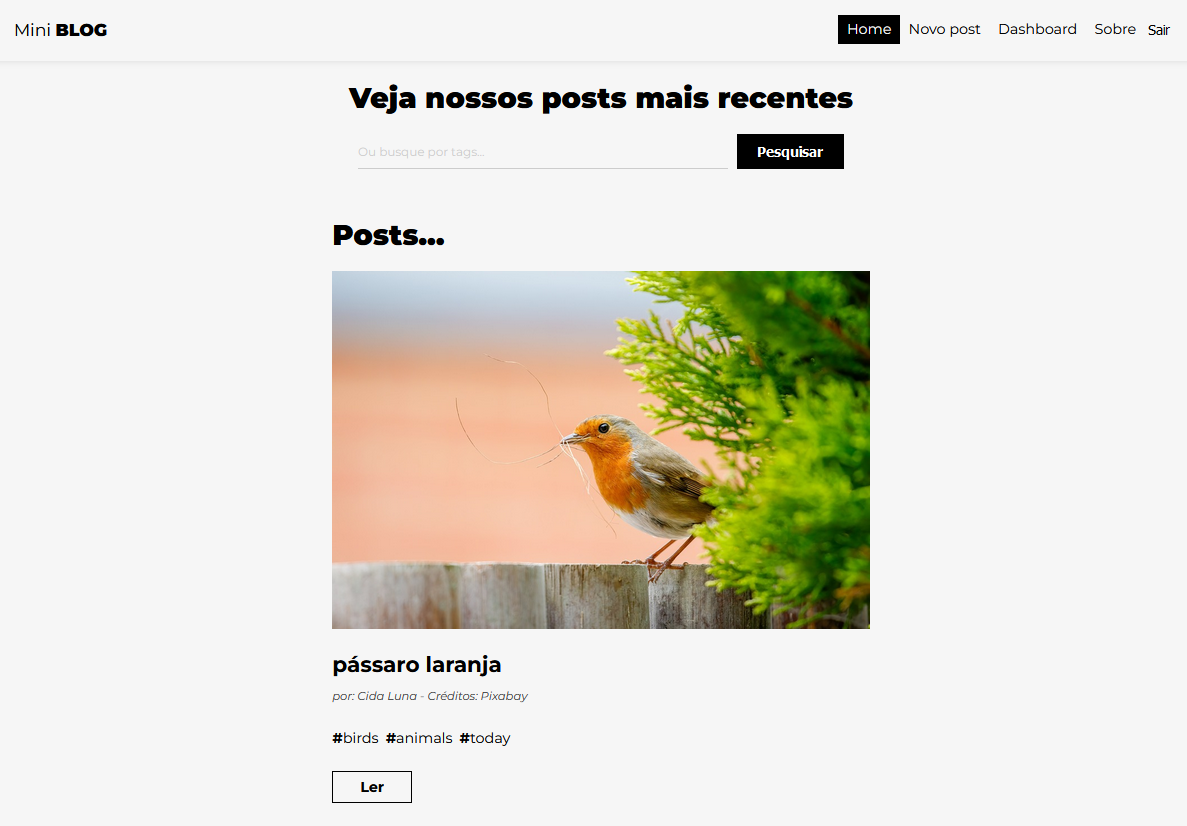 Mini BLOG
Home Novo post Dashboard Sobre Sair
Veja nossos posts mais recentes
Ou busque por tags...
Pesquisar
Posts...
pássaro laranja
por: Cida Luna - Créditos: Pixabay
#birds #animals #today
Ler